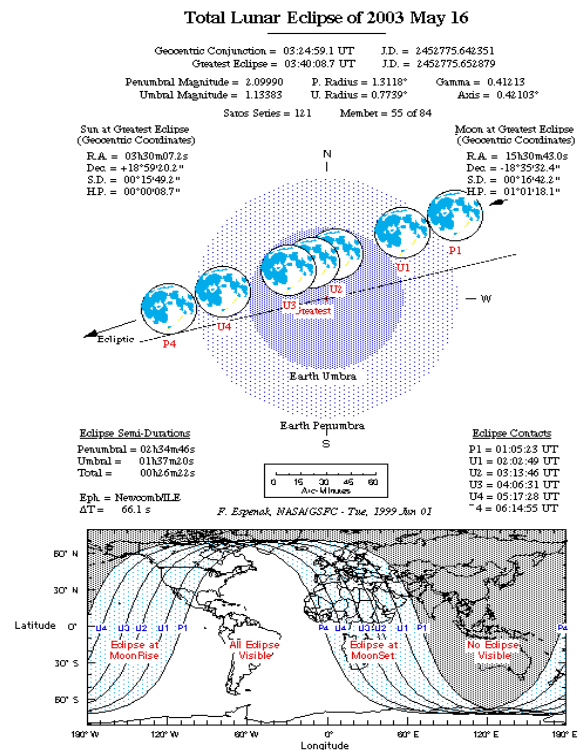 Total Lunar Eclipse of 2003 May 16
Geocentric Conjunction = 03:24:59.1 UT J.D. = 2452775.642351
Greatest Eclipse = 03:40:08.7 UT J.D. = 2452775.652879
Penumbral Magnitude = 2.09990 P. Radius = 1.3118° Gamma = 0.41213
Umbral Magnitude = 1.13383 U. Radius = 0.7739° Axis = 0.42103°
Saros Series = 121 Member = 55 of 84
Sun at Greatest Eclipse
(Geocentric Coordinates)
R.A. = 03h30m07.2s
Dec. = +18°59'20.2"
S.D. = 00°15'49.2"
H.P. = 00°00'08.7"
Moon at Greatest Eclipse
(Geocentric Coordinates)
R.A. = 15h30m43.0s
Dec. = -18°35'32.4"
S.D. = 00°16'42.2"
H.P. = 01°01'18.1"
N
P1
U1
U2
U3
Greatest
U4
P4
W
Ecliptic
Earth Umbra
Earth Penumbra
S
Eclipse Semi-Durations
Penumbral = 02h34m46s
Umbral = 01h37m20s
Total = 00h26m22s
Eph. = Newcomb/ILE
ΔT = 66.1 s
0 15 30 45 60
Arc-Minutes
Eclipse Contacts
P1 = 01:05:23 UT
U1 = 02:02:49 UT
U2 = 03:13:46 UT
U3 = 04:06:31 UT
U4 = 05:17:28 UT
4 = 06:14:55 UT
F. Espenak, NASA/GSFC - Tue, 1999 Jun 01
60° N
30° N
Latitude 0°
30° S
60° S
U4 U3 U2 U1 P1 P4 U4 U3 U2 U1 P1 P4
Eclipse at MoonRise
All Eclipse Visible
Eclipse at MoonSet
No Eclipse Visible
180° W 120° W 60° W 0° 60° E 120° E 180° E
Longitude